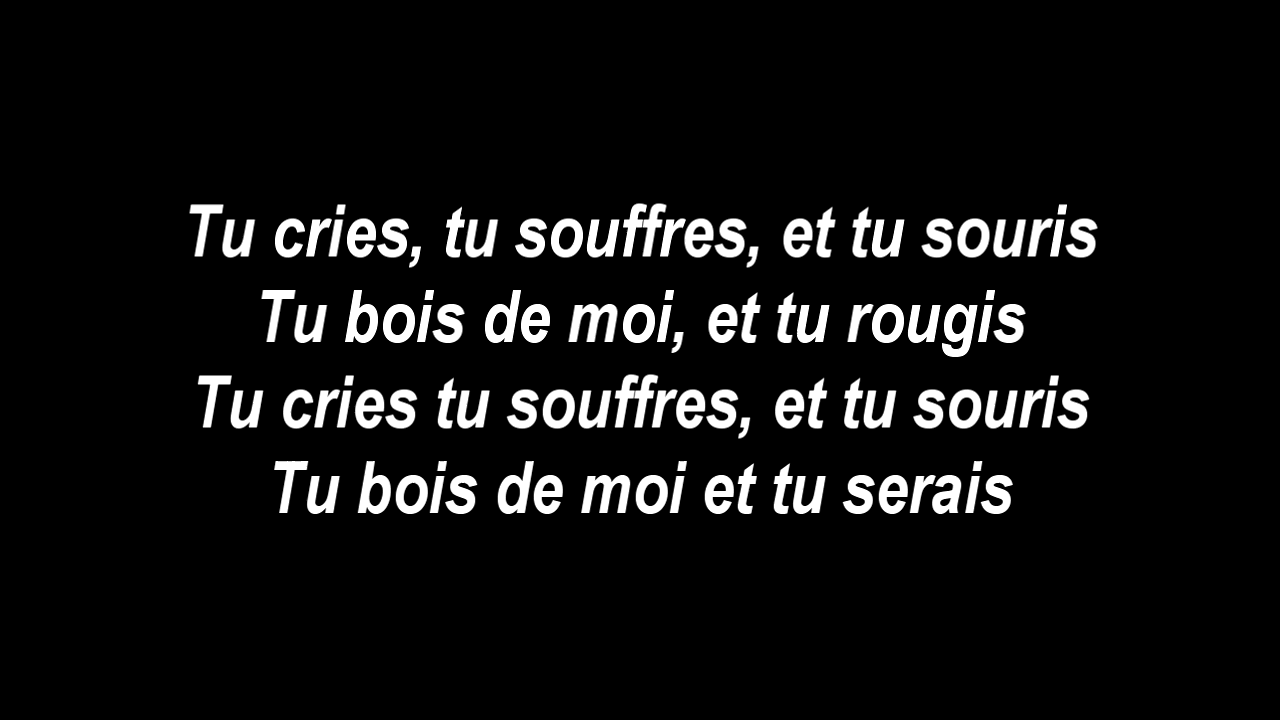 Tu cries, tu souffres, et tu souris
Tu bois de moi, et tu rougis
Tu cries tu souffres, et tu souris
Tu bois de moi et tu serais